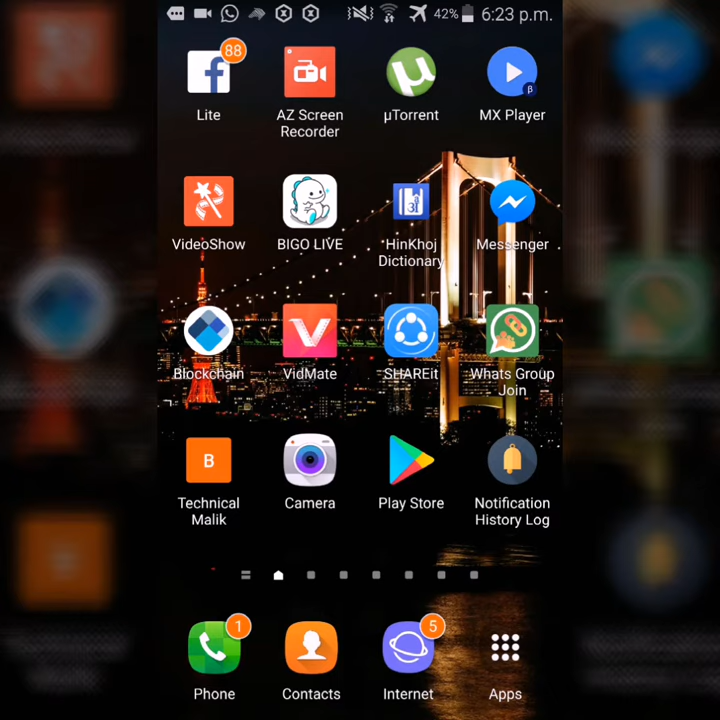 42% 6:23 p.m.
88
Lite
AZ Screen
Recorder
µTorrent
MX Player
β
VideoShow
BIGO LIVE
31
HinKhoj
Dictionary
Messenger
Blockchain
VidMate
SHAREit
Whats Group
Join
B
Technical
Malik
Camera
Play Store
Notification
History Log
1
5
Phone
Contacts
Internet
Apps